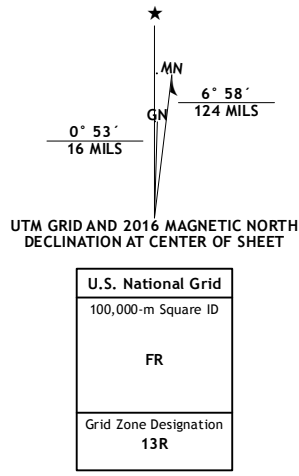 MN
GN
6° 58´
124 MILS
0° 53´
16 MILS
UTM GRID AND 2016 MAGNETIC NORTH
DECLINATION AT CENTER OF SHEET
U.S. National Grid
100,000-m Square ID
FR
Grid Zone Designation
13R